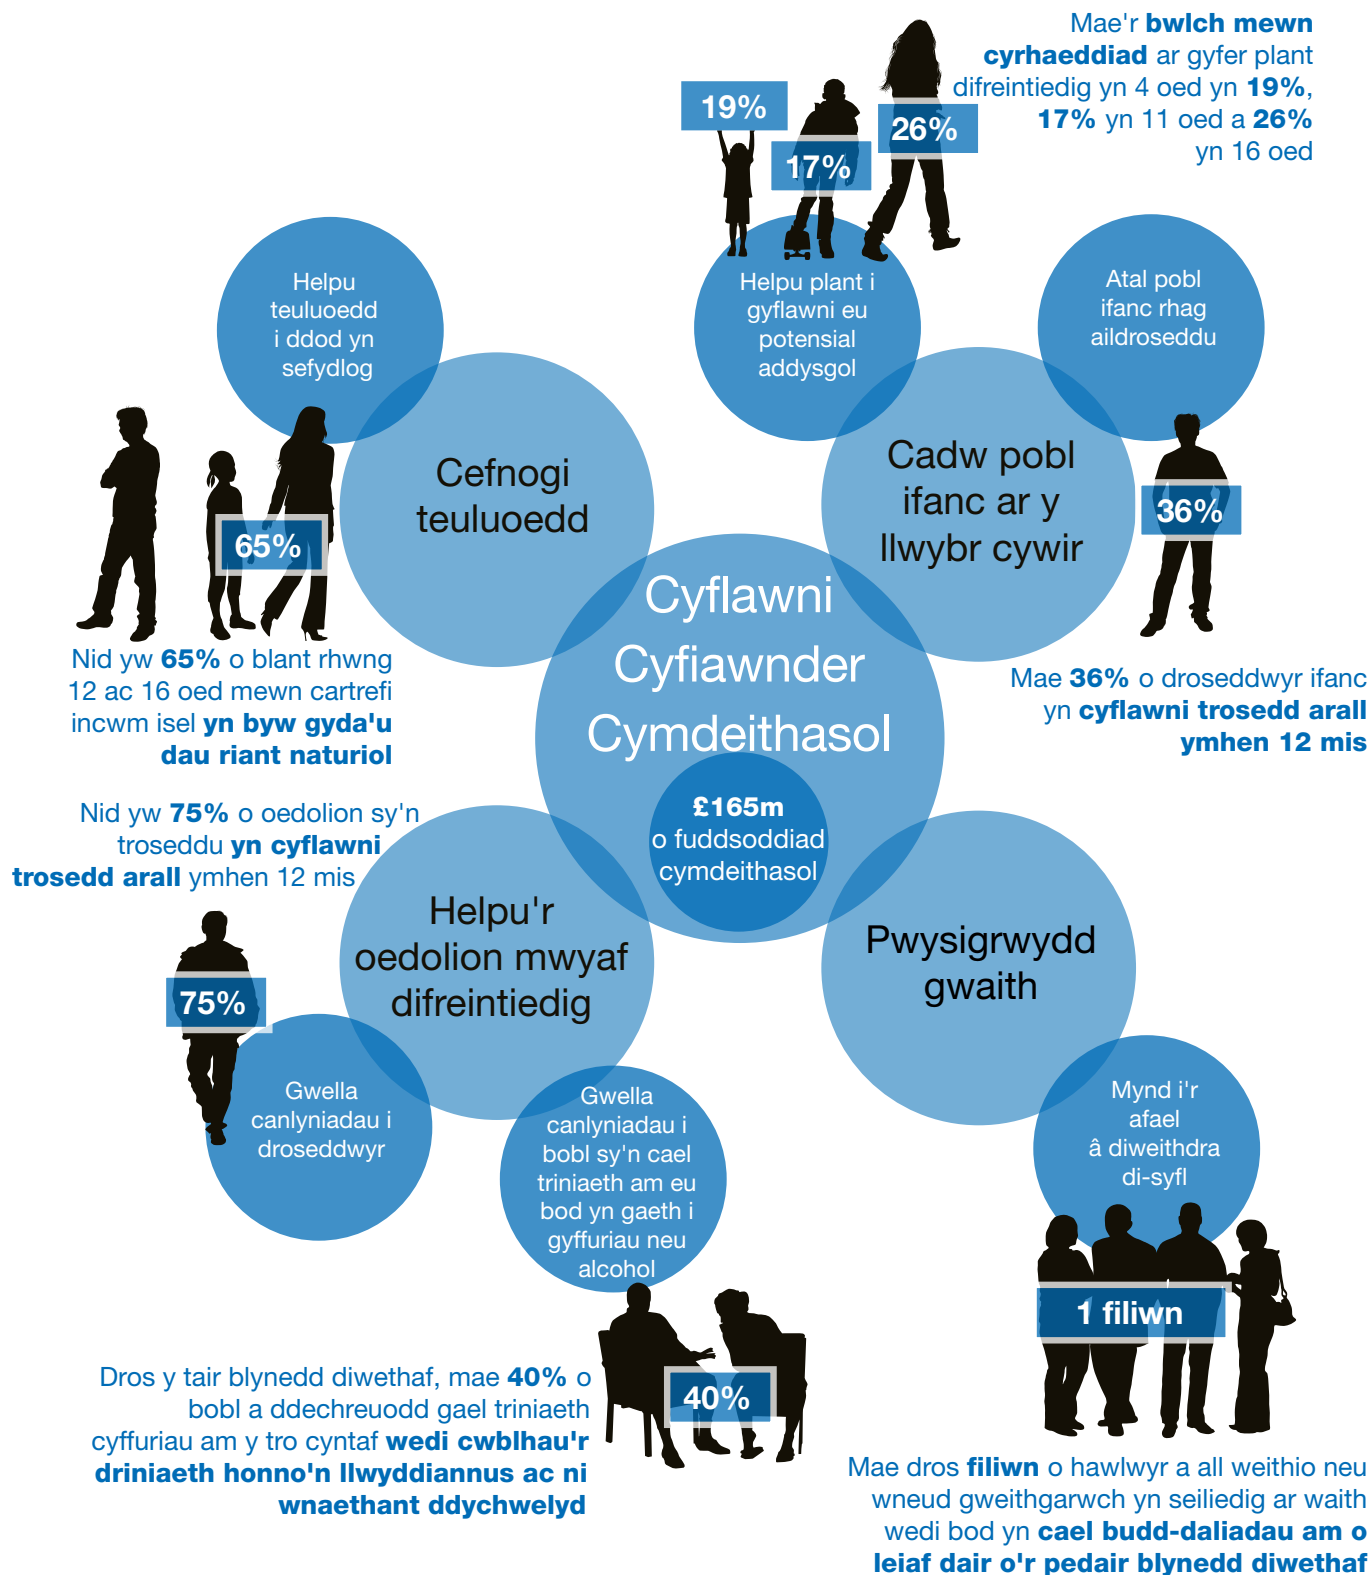 Mae'r bwlch mewn
cyrhaeddiad ar gyfer plant
difreintiedig yn 4 oed yn 19%,
17% yn 11 oed a 26%
yn 16 oed
19%
17%
26%
Helpu
teuluoedd
i ddod yn
sefydlog
Helpu plant i
gyflawni eu
potensial
addysgol
Atal pobl
ifanc rhag
aildroseddu
Cefnogi
teuluoedd
Cadw pobl
ifanc ar y
llwybr cywir
65%
36%
Nid yw 65% o blant rhwng
12 ac 16 oed mewn cartrefi
incwm isel yn byw gyda'u
dau riant naturiol
Cyflawni
Cyfiawnder
Cymdeithasol
£165m
o fuddsoddiad
cymdeithasol
Mae 36% o droseddwyr ifanc
yn cyflawni trosedd arall
ymhen 12 mis
Nid yw 75% o oedolion sy'n
troseddu yn cyflawni
trosedd arall ymhen 12 mis
75%
Helpu'r
oedolion mwyaf
difreintiedig
Pwysigrwydd
gwaith
Gwella
canlyniadau i
droseddwyr
Gwella
canlyniadau i
bobl sy'n cael
triniaeth am eu
bod yn gaeth i
gyffuriau neu
alcohol
Mynd i'r
afael
â diweithdra
di-syfl
40%
1 filiwn
Dros y tair blynedd diwethaf, mae 40% o
bobl a ddechreuodd gael triniaeth
cyffuriau am y tro cyntaf wedi cwblhau'r
driniaeth honno'n llwyddiannus ac ni
wnaethant ddychwelyd
Mae dros filiwn o hawlwyr a all weithio neu
wneud gweithgarwch yn seiliedig ar waith
wedi bod yn cael budd-daliadau am o
leiaf dair o'r pedair blynedd diwethaf